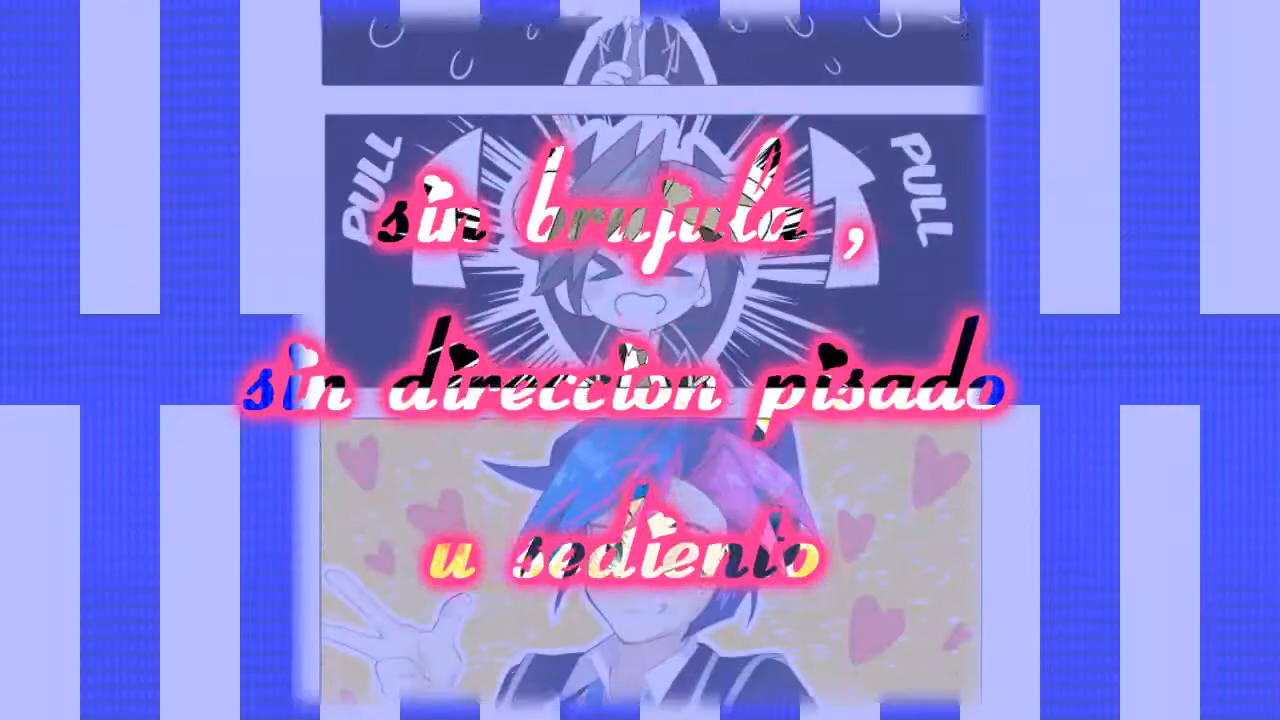 PULL PULL
sin brujula ,
sin direccion pisado
u sediento